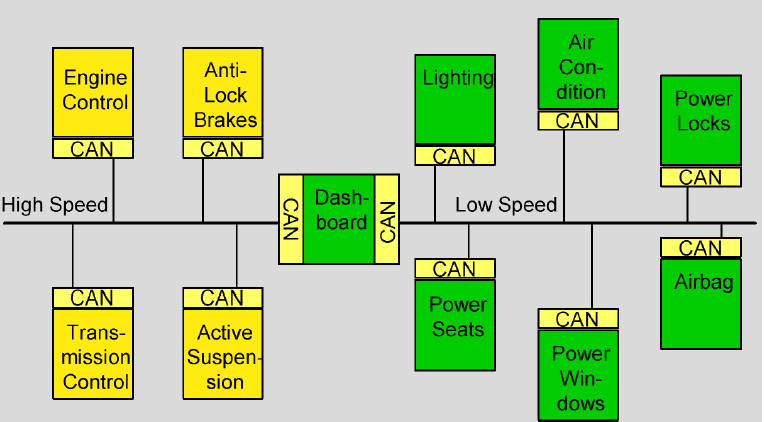 Engine
Control
CAN
Anti-
Lock
Brakes
CAN
Lighting
CAN
Air
Con-
dition
CAN
Power
Locks
CAN
High Speed
CAN
Dash-
board
CAN
Low Speed
CAN
Trans-
mission
Control
CAN
Active
Suspen-
sion
CAN
Power
Seats
CAN
Power
Win-
dows
CAN
Airbag